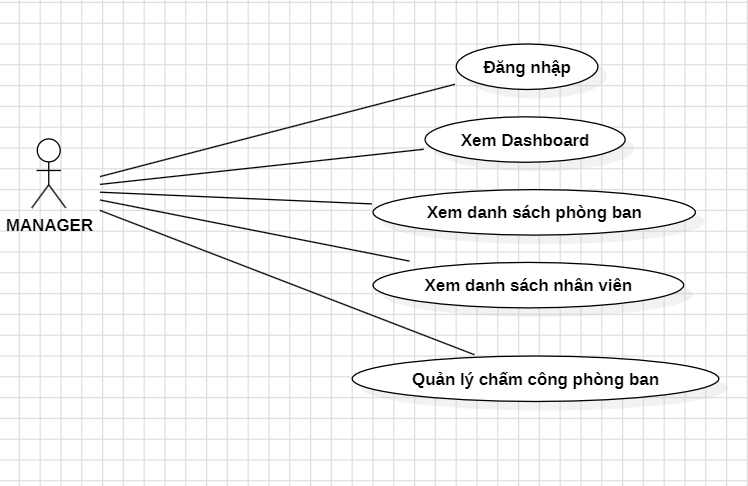 Đăng nhập
Xem Dashboard
Xem danh sách phòng ban
MANAGER
Xem danh sách nhân viên
Quản lý chấm công phòng ban